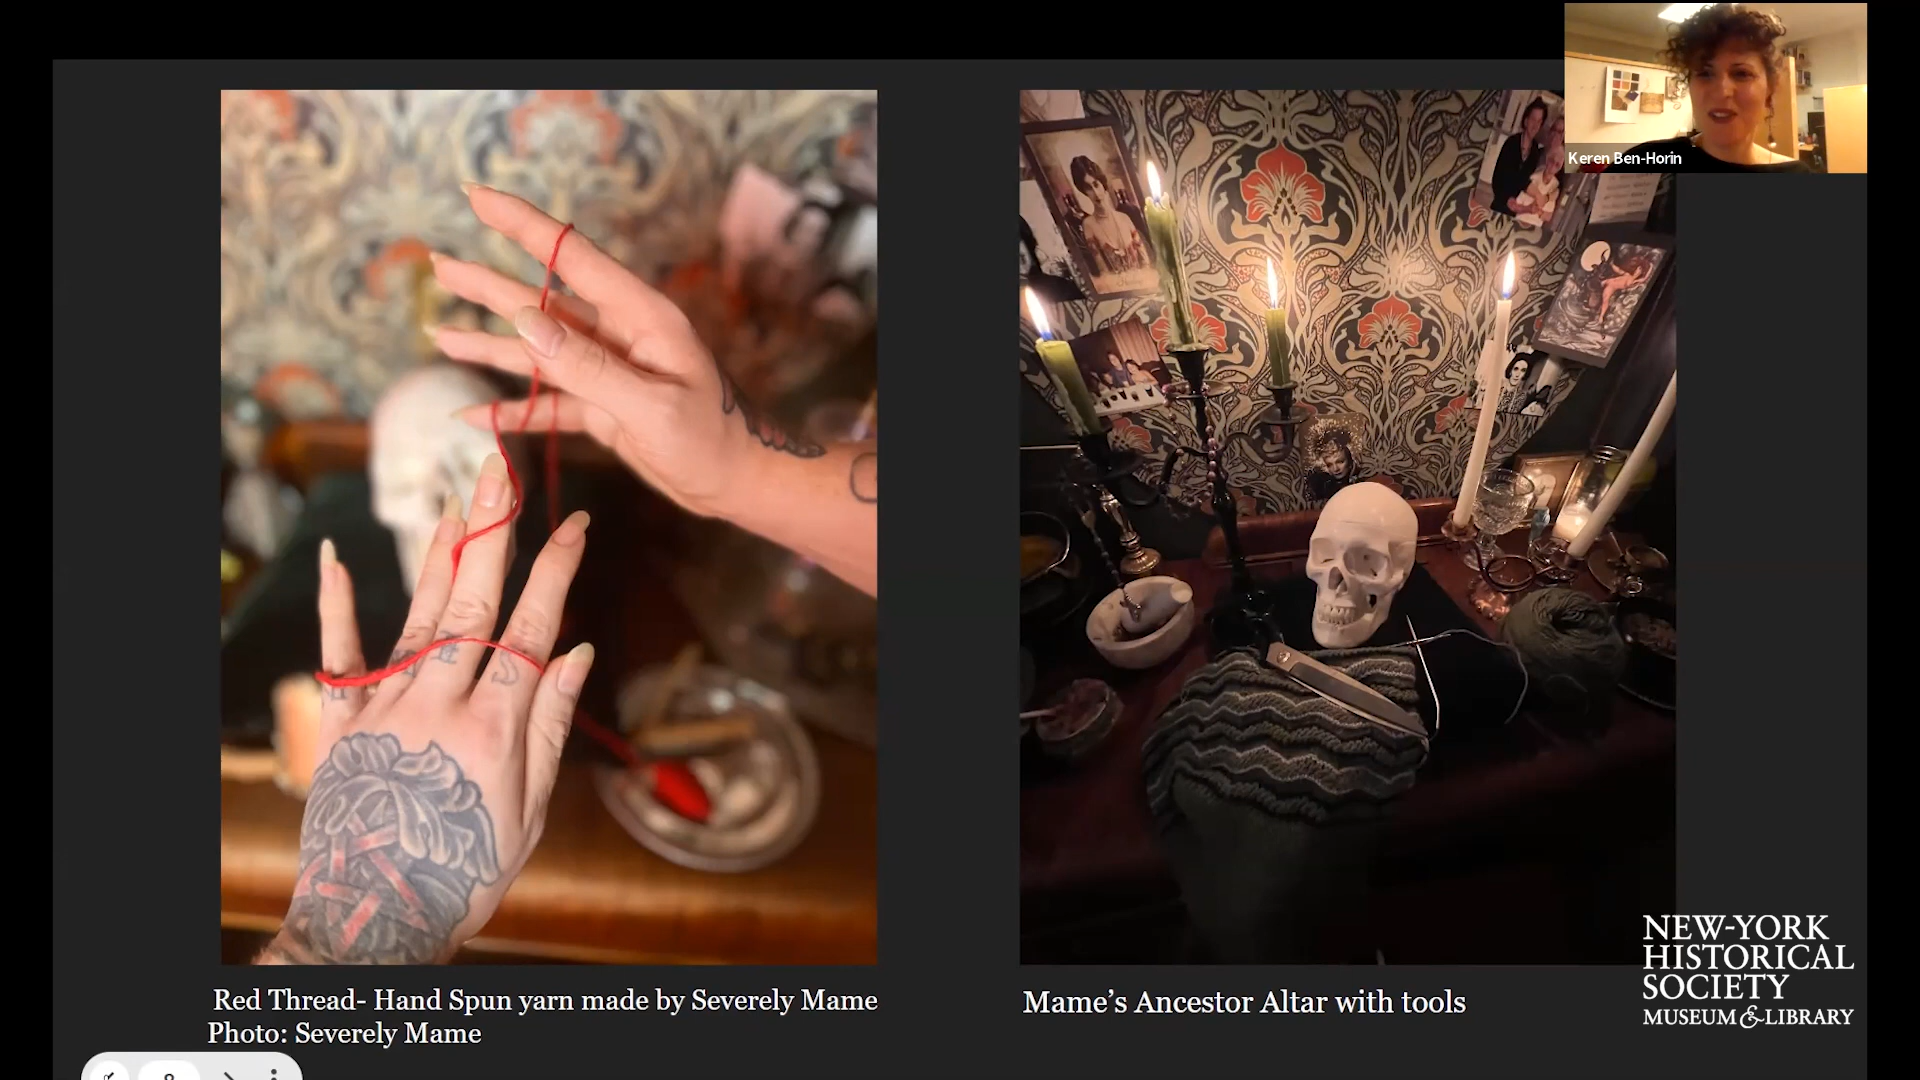 Keren Ben-Horin
Red Thread- Hand Spun yarn made by Severely Mame
Photo: Severely Mame
Mame's Ancestor Altar with tools
NEW-YORK
HISTORICAL
SOCIETY
MUSEUM & LIBRARY